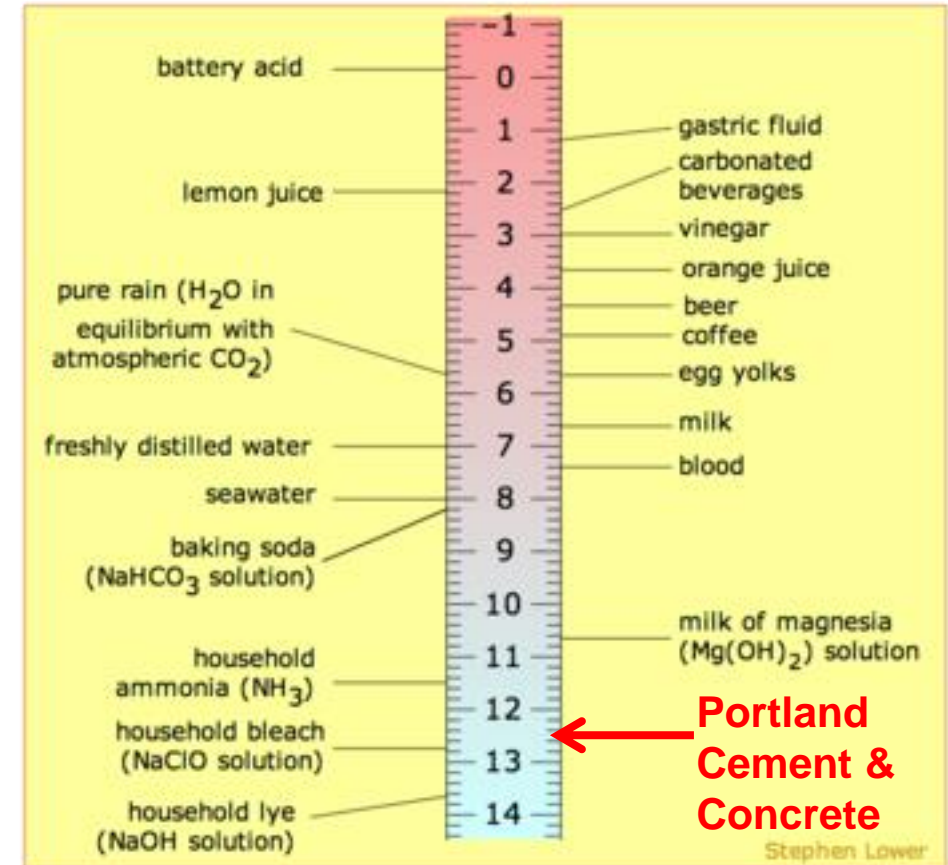 battery acid
lemon juice
pure rain (H₂O in
equilibrium with
atmospheric CO₂)
freshly distilled water
seawater
baking soda
(NaHCO₃ solution)
household
ammonia (NH₃)
household bleach
(NaClO solution)
household lye
(NaOH solution)
-1
0
1
2
3
4
5
6
7
8
9
10
11
12
13
14
gastric fluid
carbonated
beverages
vinegar
orange juice
beer
coffee
egg yolks
milk
blood
milk of magnesia
(Mg(OH)₂) solution
Portland
Cement &
Concrete
Stephen Lower